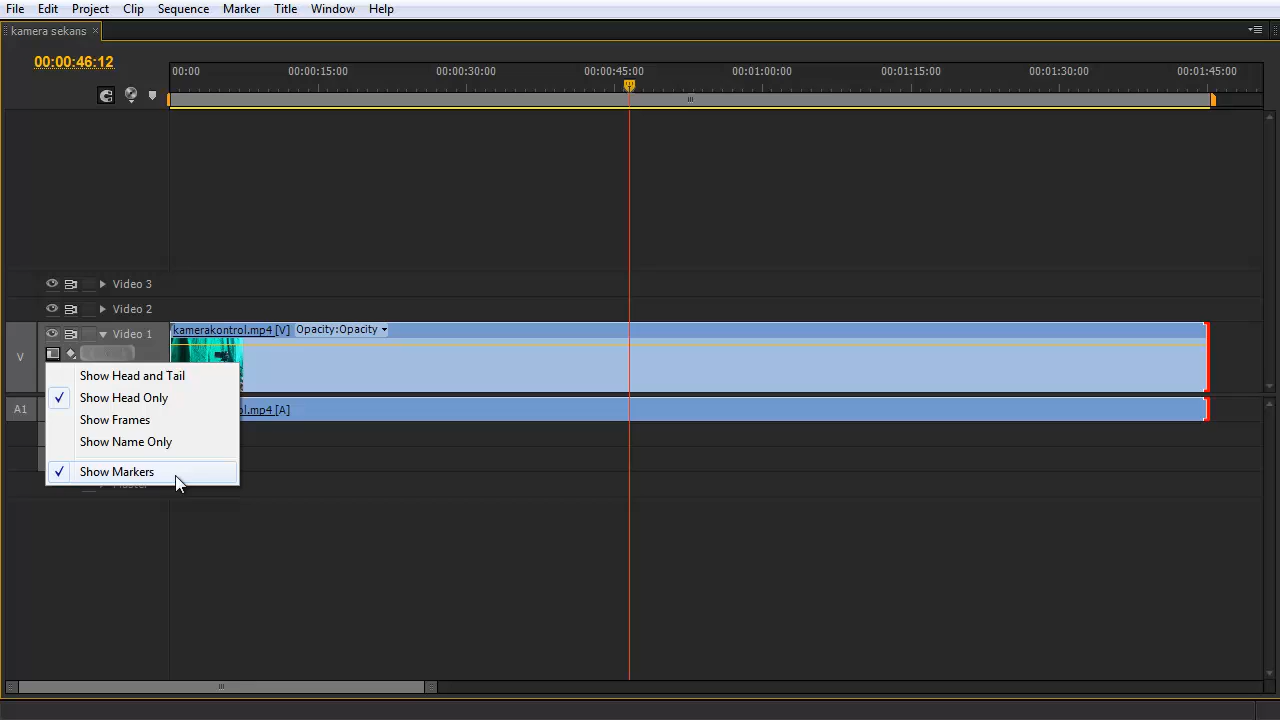 File Edit Project Clip Sequence Marker Title Window Help
kamera sekans
00:00:46:12
00:00 00:00:15:00 00:00:30:00 00:00:45:00 00:01:00:00 00:01:15:00 00:01:30:00 00:01:45:00
Video 3
Video 2
Video 1
kamerakontrol.mp4 [V] Opacity:Opacity
V
Show Head and Tail
Show Head Only
A1
ol.mp4 [A]
Show Frames
Show Name Only
Show Markers